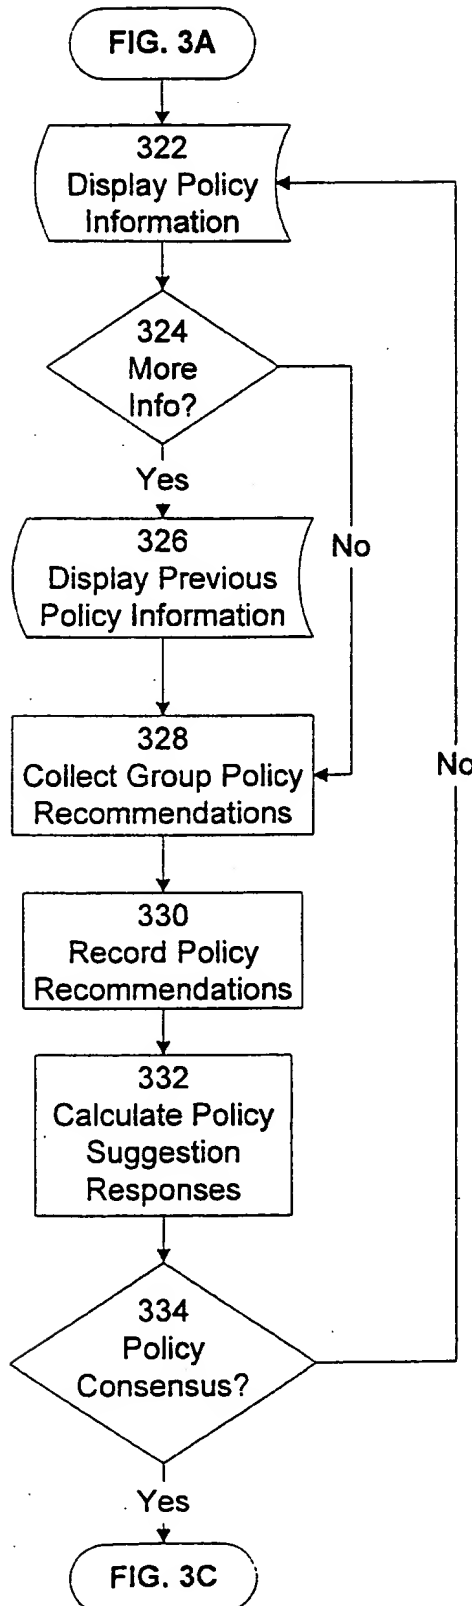 FIG. 3A
322
Display Policy
Information
324
More
Info?
Yes
No
326
Display Previous
Policy Information
328
Collect Group Policy
Recommendations
No
330
Record Policy
Recommendations
332
Calculate Policy
Suggestion
Responses
334
Policy
Consensus?
Yes
FIG. 3C